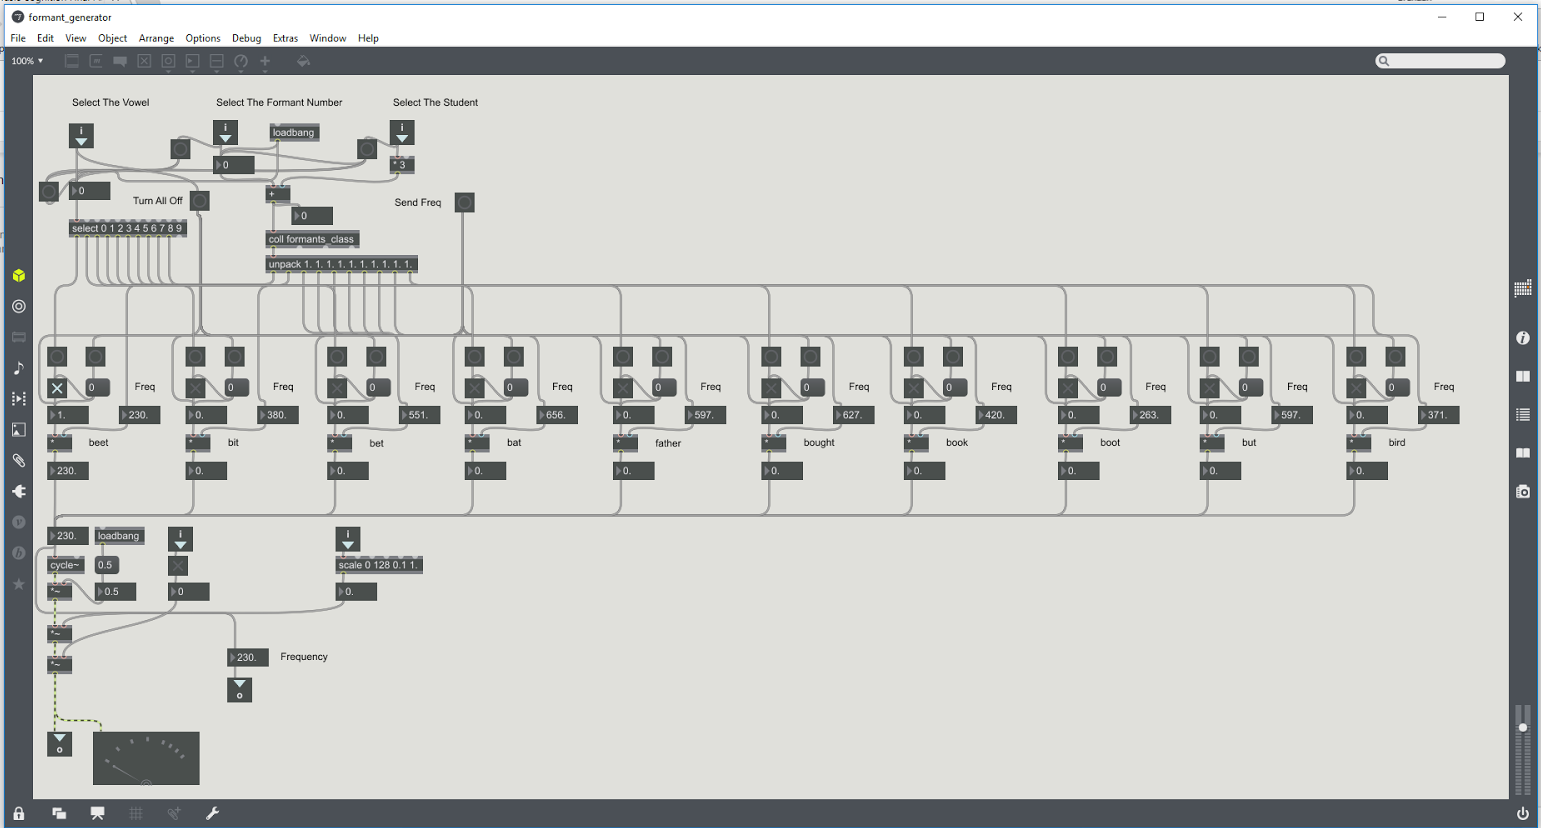 formant_generator
File Edit View Object Arrange Options Debug Extras Window Help
100%
Select The Vowel Select The Formant Number Select The Student
i i loadbang i
0 * 3
0 +
Turn All Off Send Freq
0
select 0 1 2 3 4 5 6 7 8 9
coll formants_class
unpack 1. 1. 1. 1. 1. 1. 1. 1. 1. 1.
0 Freq 0 Freq 0 Freq 0 Freq 0 Freq 0 Freq 0 Freq 0 Freq 0 Freq 0 Freq
1. 230. 0. 380. 0. 551. 0. 656. 0. 597. 0. 627. 0. 420. 0. 263. 0. 597. 0. 371.
* beet * bit * bet * bat * father * bought * book * boot * but * bird
230. 0. 0. 0. 0. 0. 0. 0. 0. 0.
230. loadbang i i
cycle~ 0.5 scale 0 128 0.1 1.
*~ 0.5 0 0.
*~
230. Frequency
*~
o
o